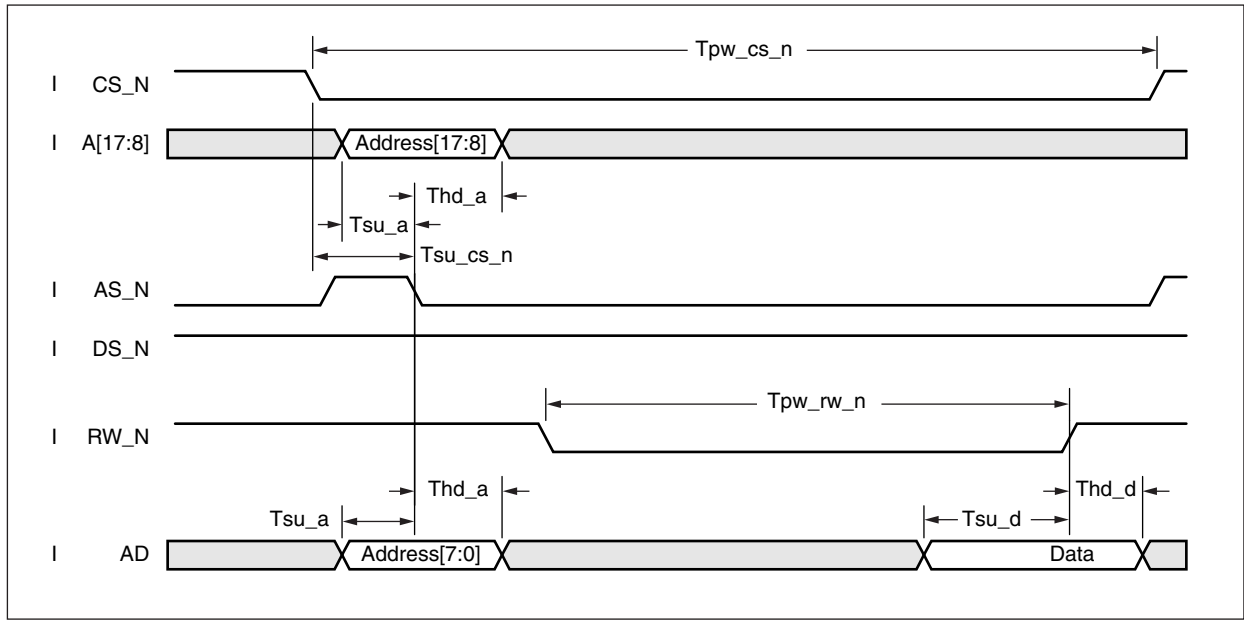 Tpw_cs_n
I CS_N
I A[17:8] Address[17:8]
Thd_a
Tsu_a
Tsu_cs_n
I AS_N
I DS_N
Tpw_rw_n
I RW_N
Thd_a Thd_d
Tsu_a Tsu_d
I AD Address[7:0] Data